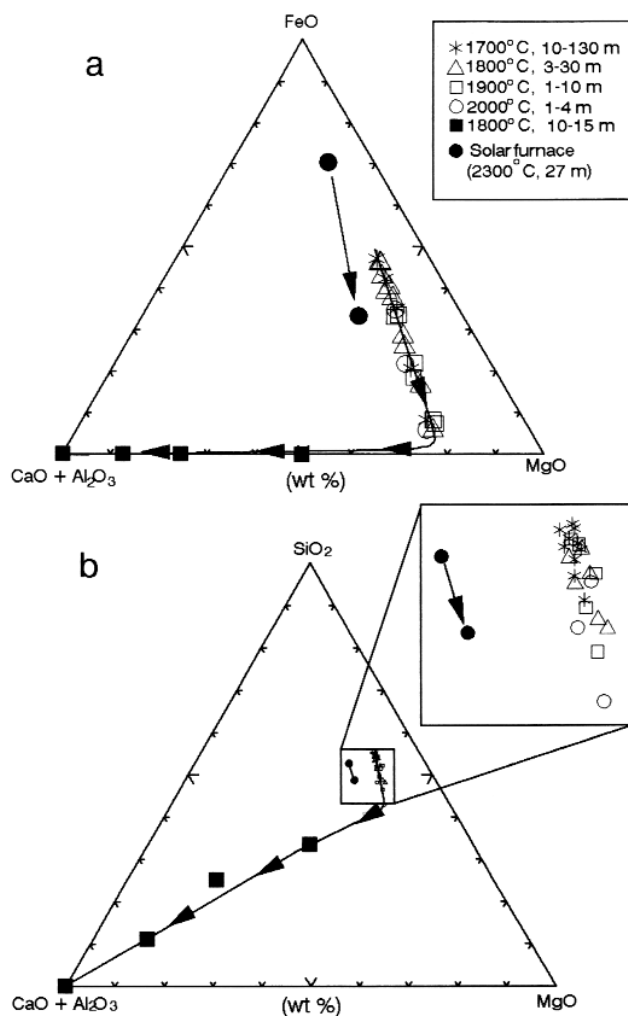 a
FeO
1700°C, 10-130 m
1800°C, 3-30 m
1900°C, 1-10 m
2000°C, 1-4 m
1800°C, 10-15 m
Solar furnace
(2300°C, 27 m)
CaO + Al₂O₃
(wt %)
MgO
b
SiO₂
CaO + Al₂O₃
(wt %)
MgO